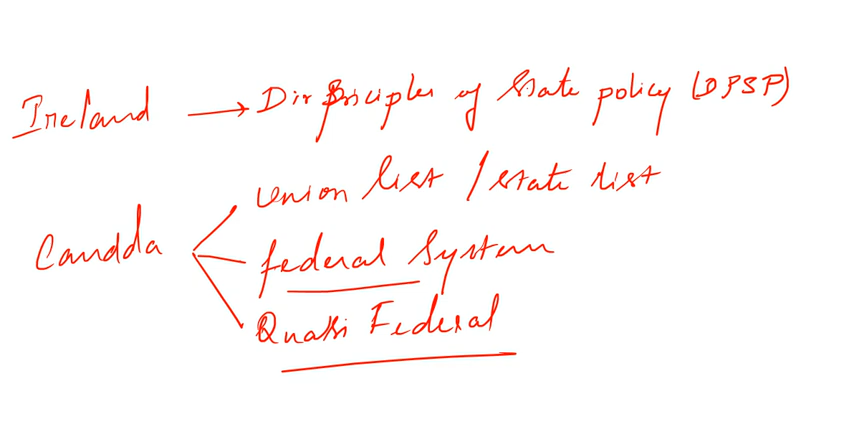 Ireland → Dir Principles of State policy (DPSP)
Union list / state list
Canada
federal System
Quasi Federal